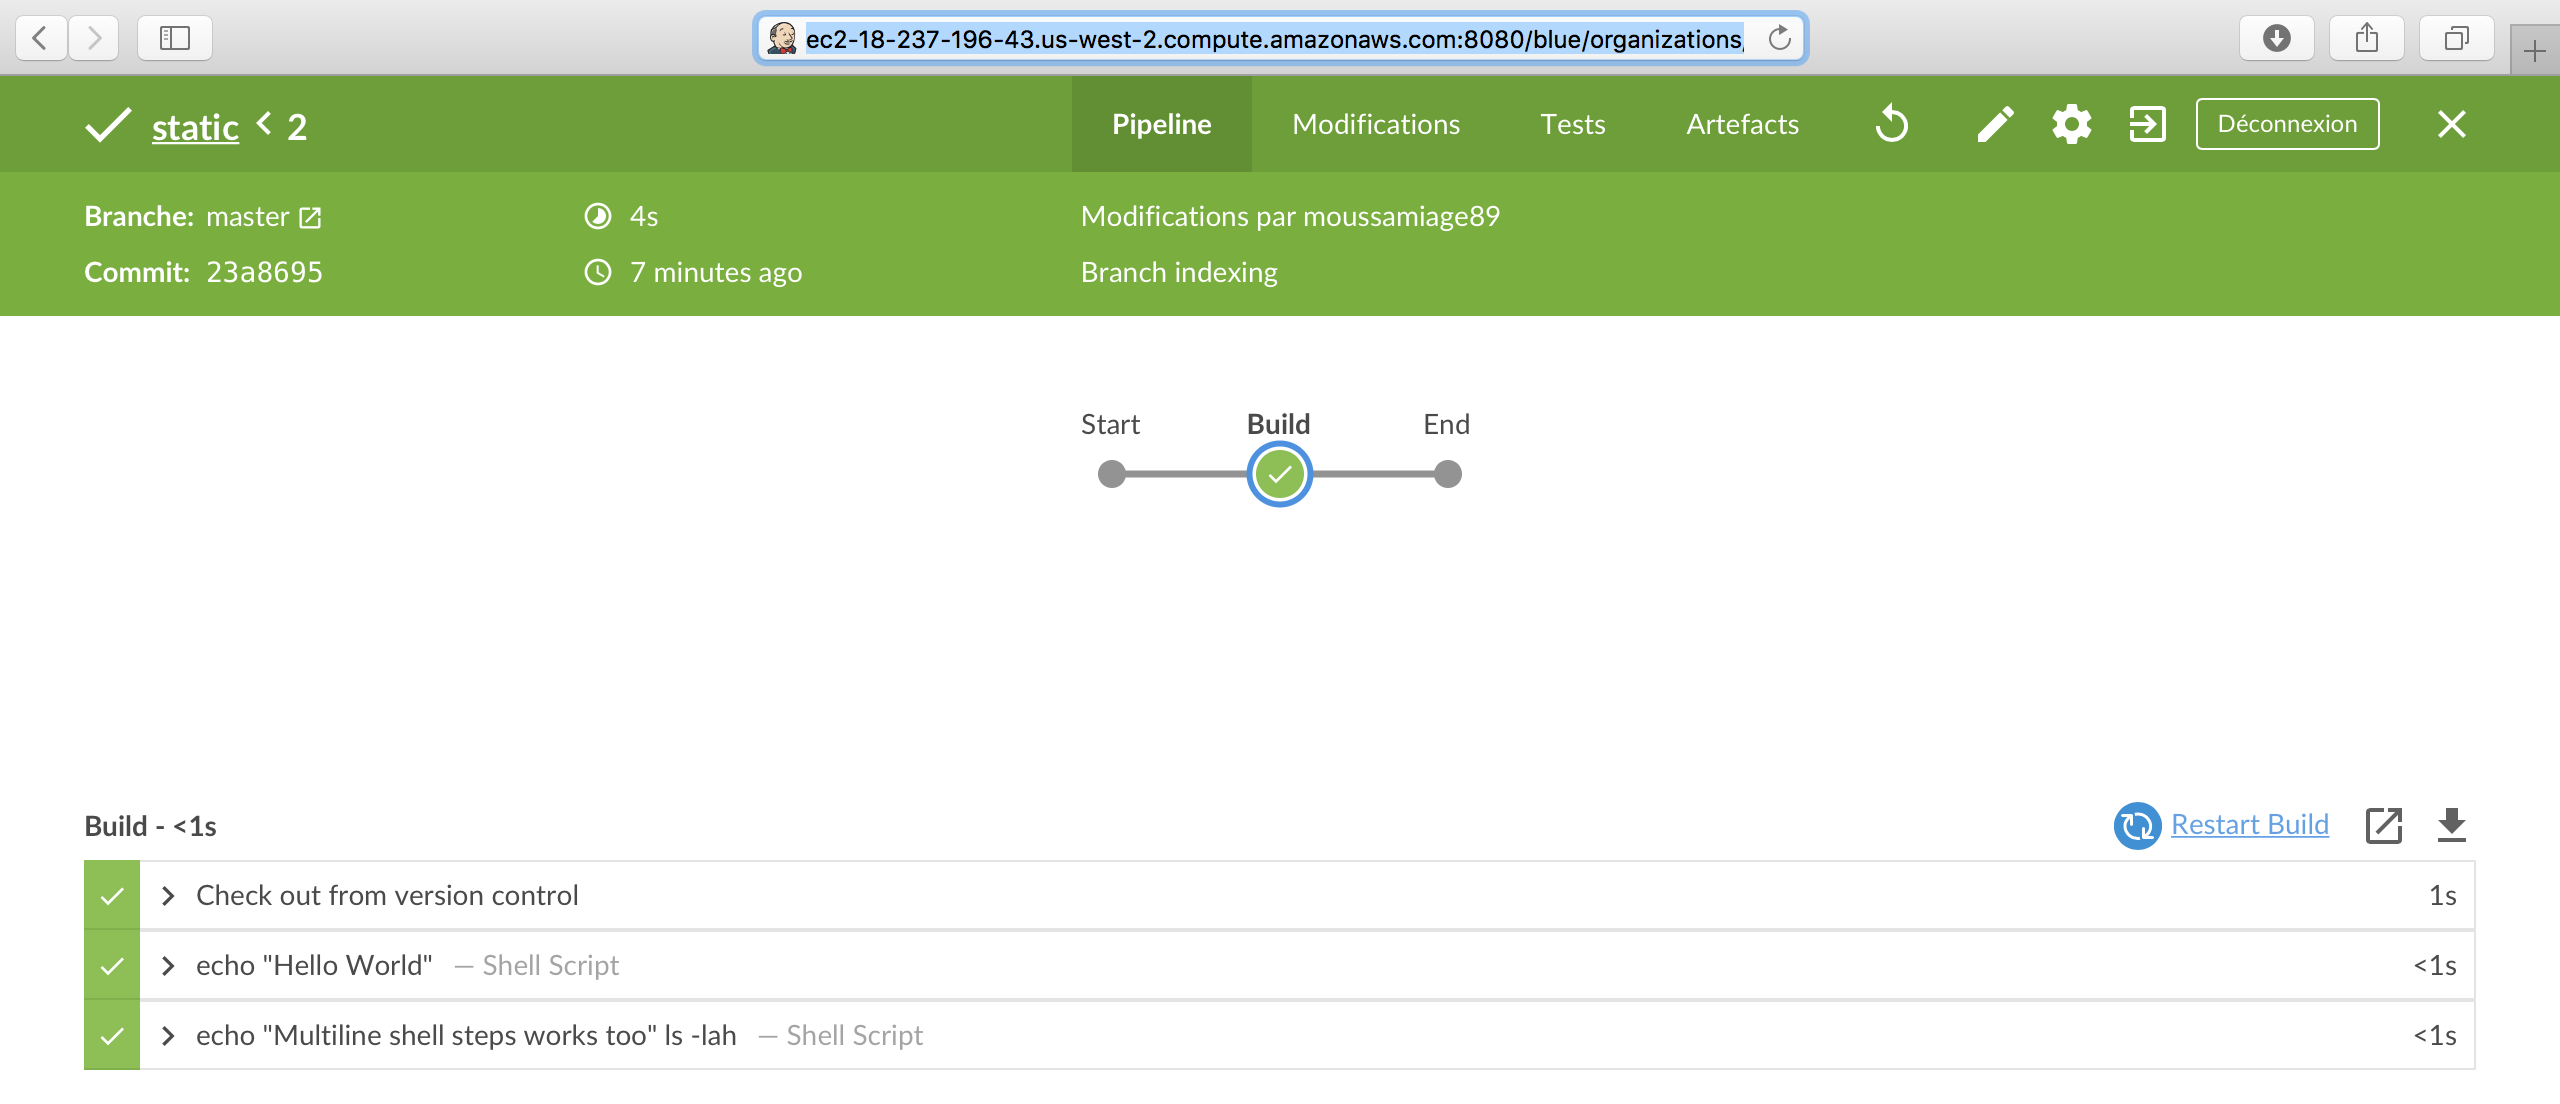 ec2-18-237-196-43.us-west-2.compute.amazonaws.com:8080/blue/organizations/
static < 2
Pipeline Modifications Tests Artefacts Déconnexion
Branche: master 4s Modifications par moussamiage89
Commit: 23a8695 7 minutes ago Branch indexing
Start Build End
Build - <1s Restart Build
Check out from version control 1s
echo "Hello World" — Shell Script <1s
echo "Multiline shell steps works too" ls -lah — Shell Script <1s